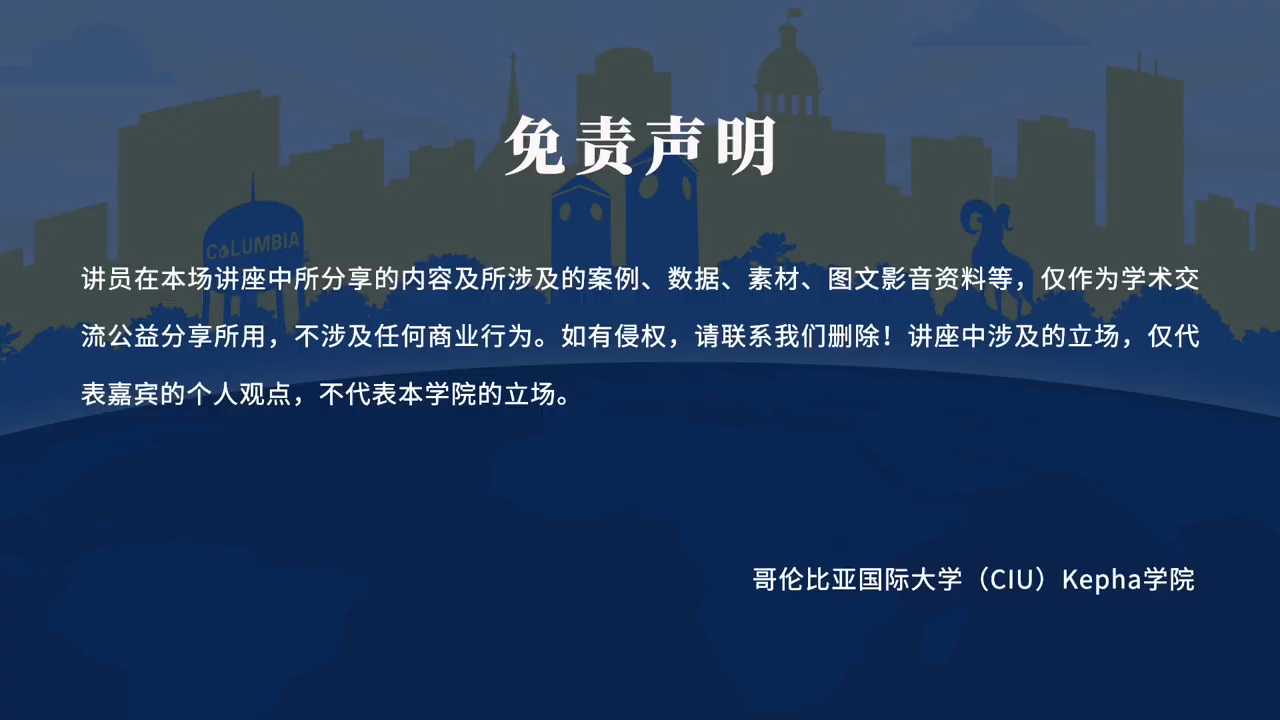 免责声明
COLUMBIA
讲员在本场讲座中所分享的内容及所涉及的案例、数据、素材、图文影音资料等，仅作为学术交
流公益分享所用，不涉及任何商业行为。如有侵权，请联系我们删除！讲座中涉及的立场，仅代
表嘉宾的个人观点，不代表本学院的立场。
哥伦比亚国际大学（CIU）Kepha学院